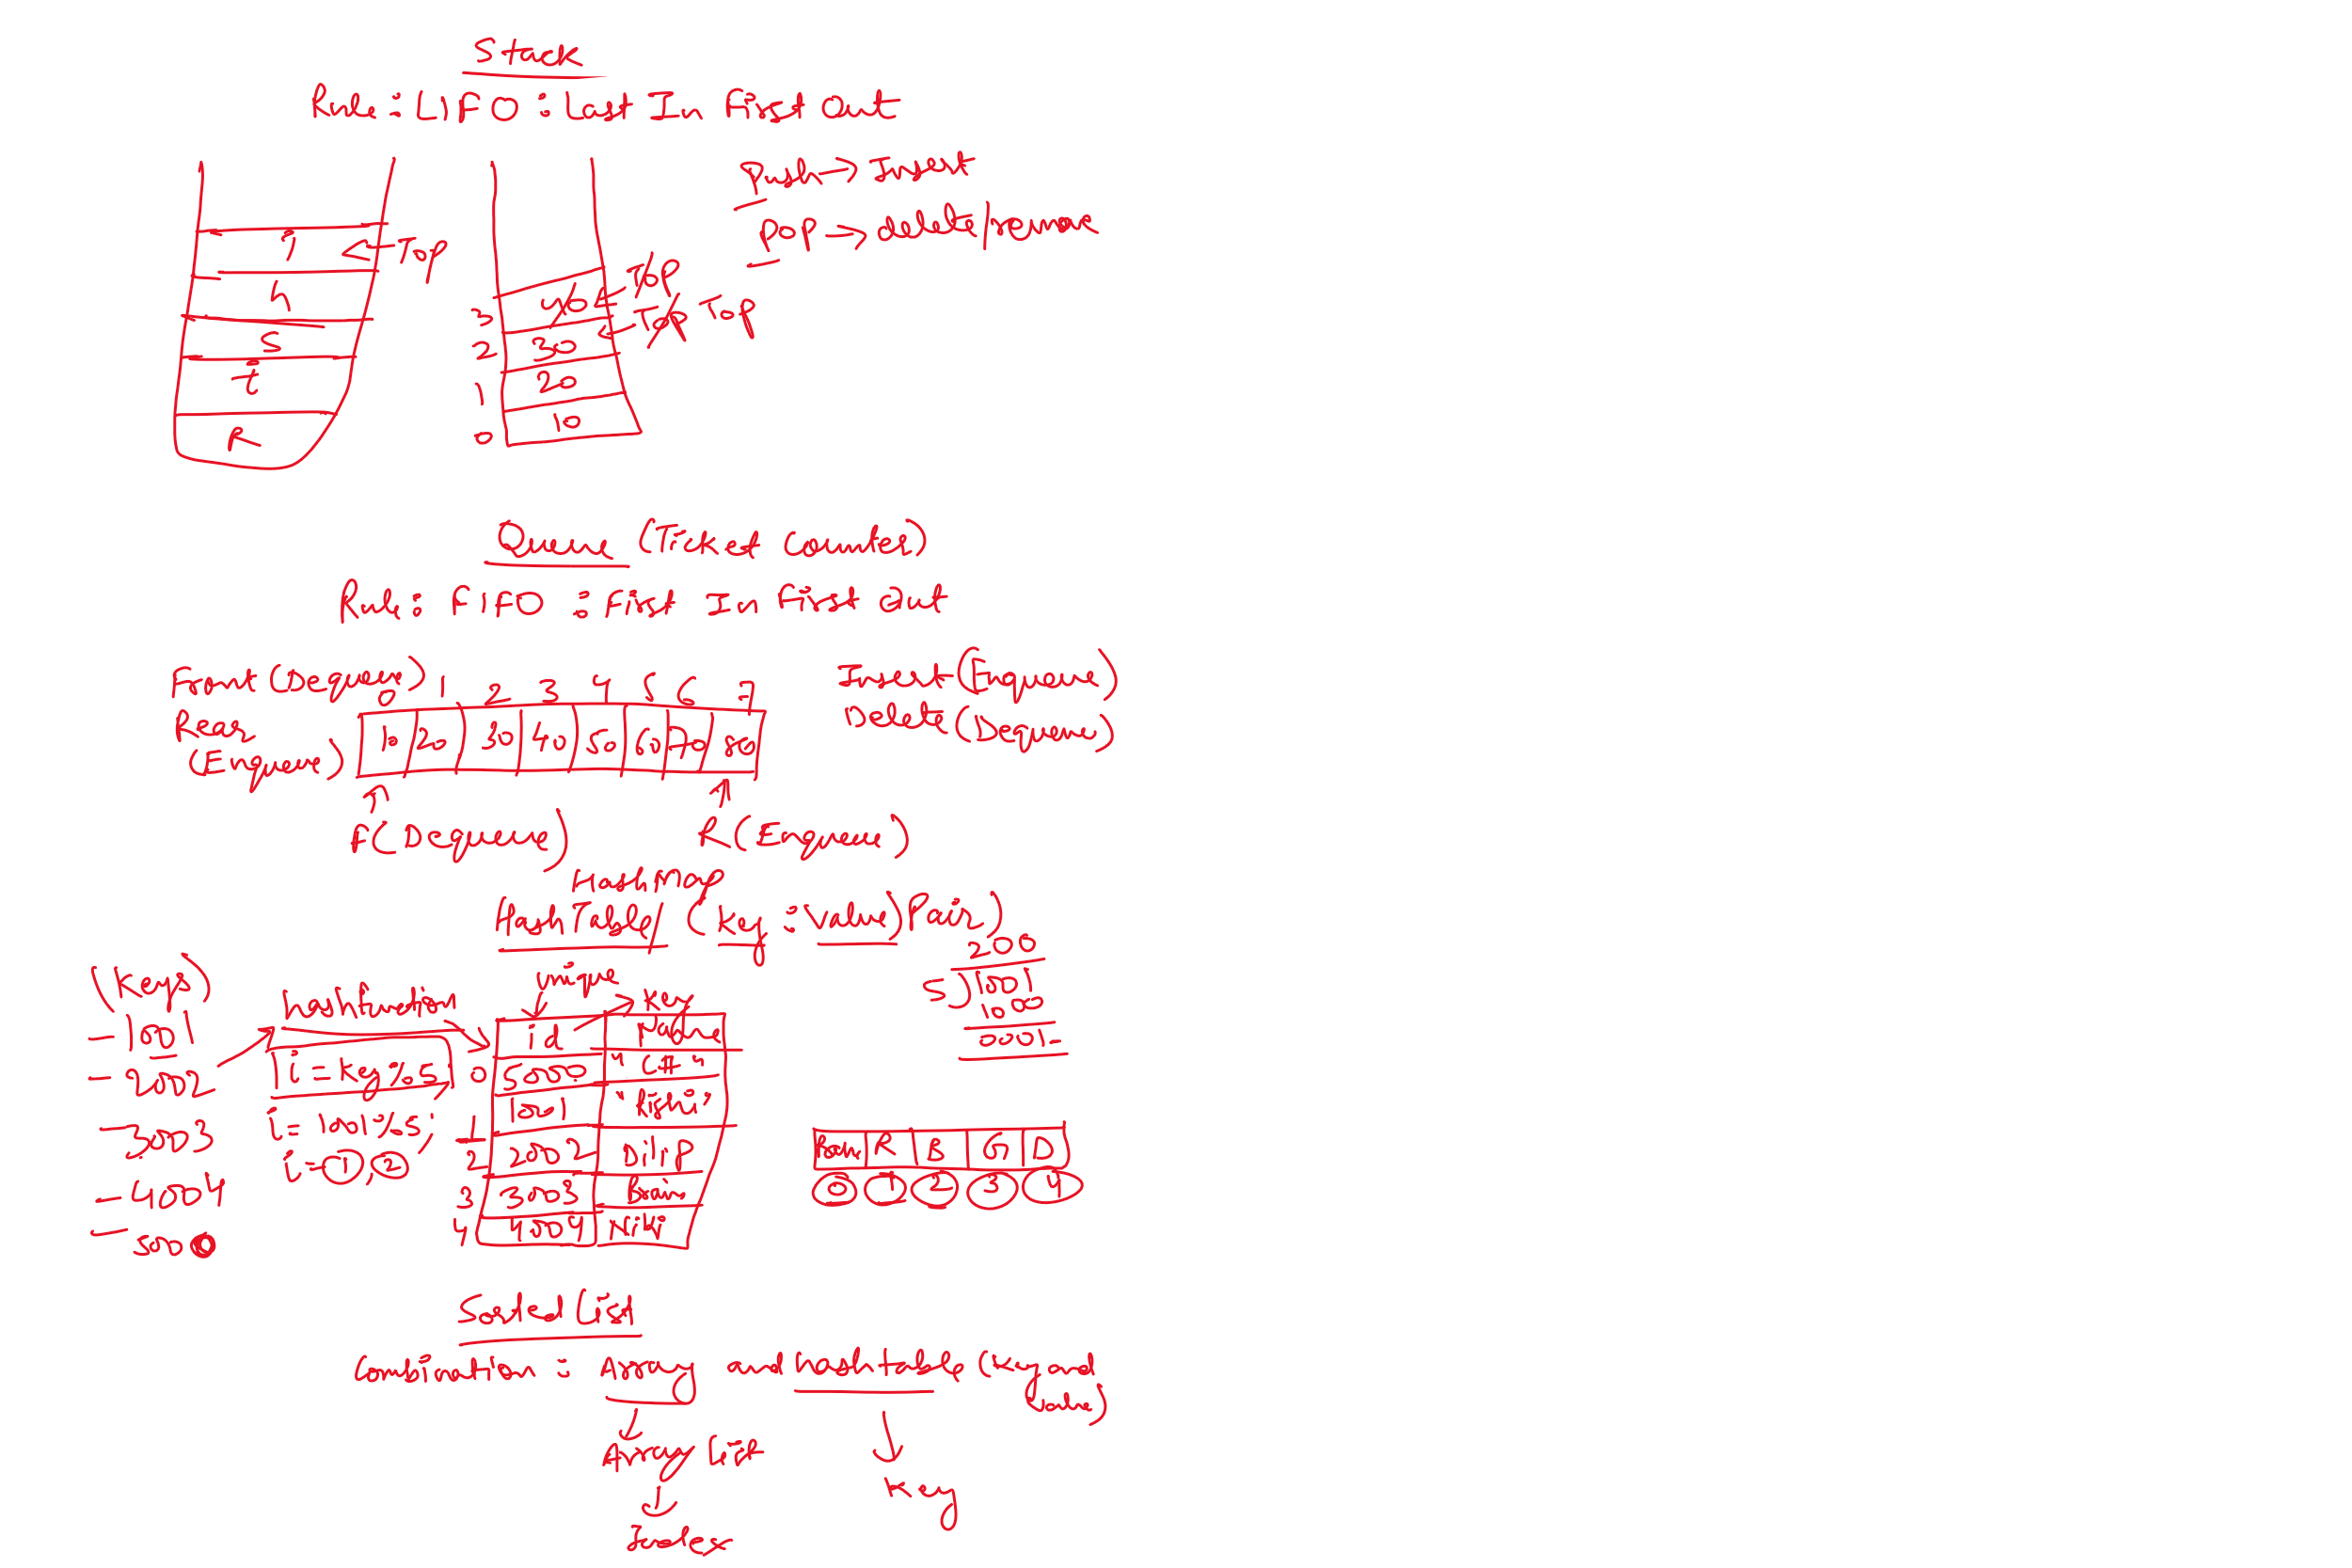 Stack
Rule : LIFO : Last In First Out
Push → Insert
Pop → delete/remove
i
← Top
h
s
t
R
Top
40
Top Top
3
2 30
1 20
0 10
Queue (Ticket counter)
Rule : FIFO : First In First out
Front (Dequeue)
Rear
(Enqueue)
0 1 2 3 4 5 6 7
10 20 30 40 50 60 70 80
Insert (Enqueue)
Delete (Dequeue)
F (Dequeue)
R (Enqueue)
Hashmap
Hash Table/ (Key : value) Pair)
(Keys)
- 1001
- 2002
- 3003
- 4004
- 5000
hashfunction
i = key % 5
i = 1001 % 5;
i = 1, 2
unique
Key
id Name
0 5000 "C#"
1 1001 "Rishi"
2 2002 Dilip
3 3003
4 4004 Niki
200
5) 1001
1000
0001
R B G D
0 1 2 3 4
Sorted List
Combination : Array and hash table (Key and
value)
Array List
Key
Index